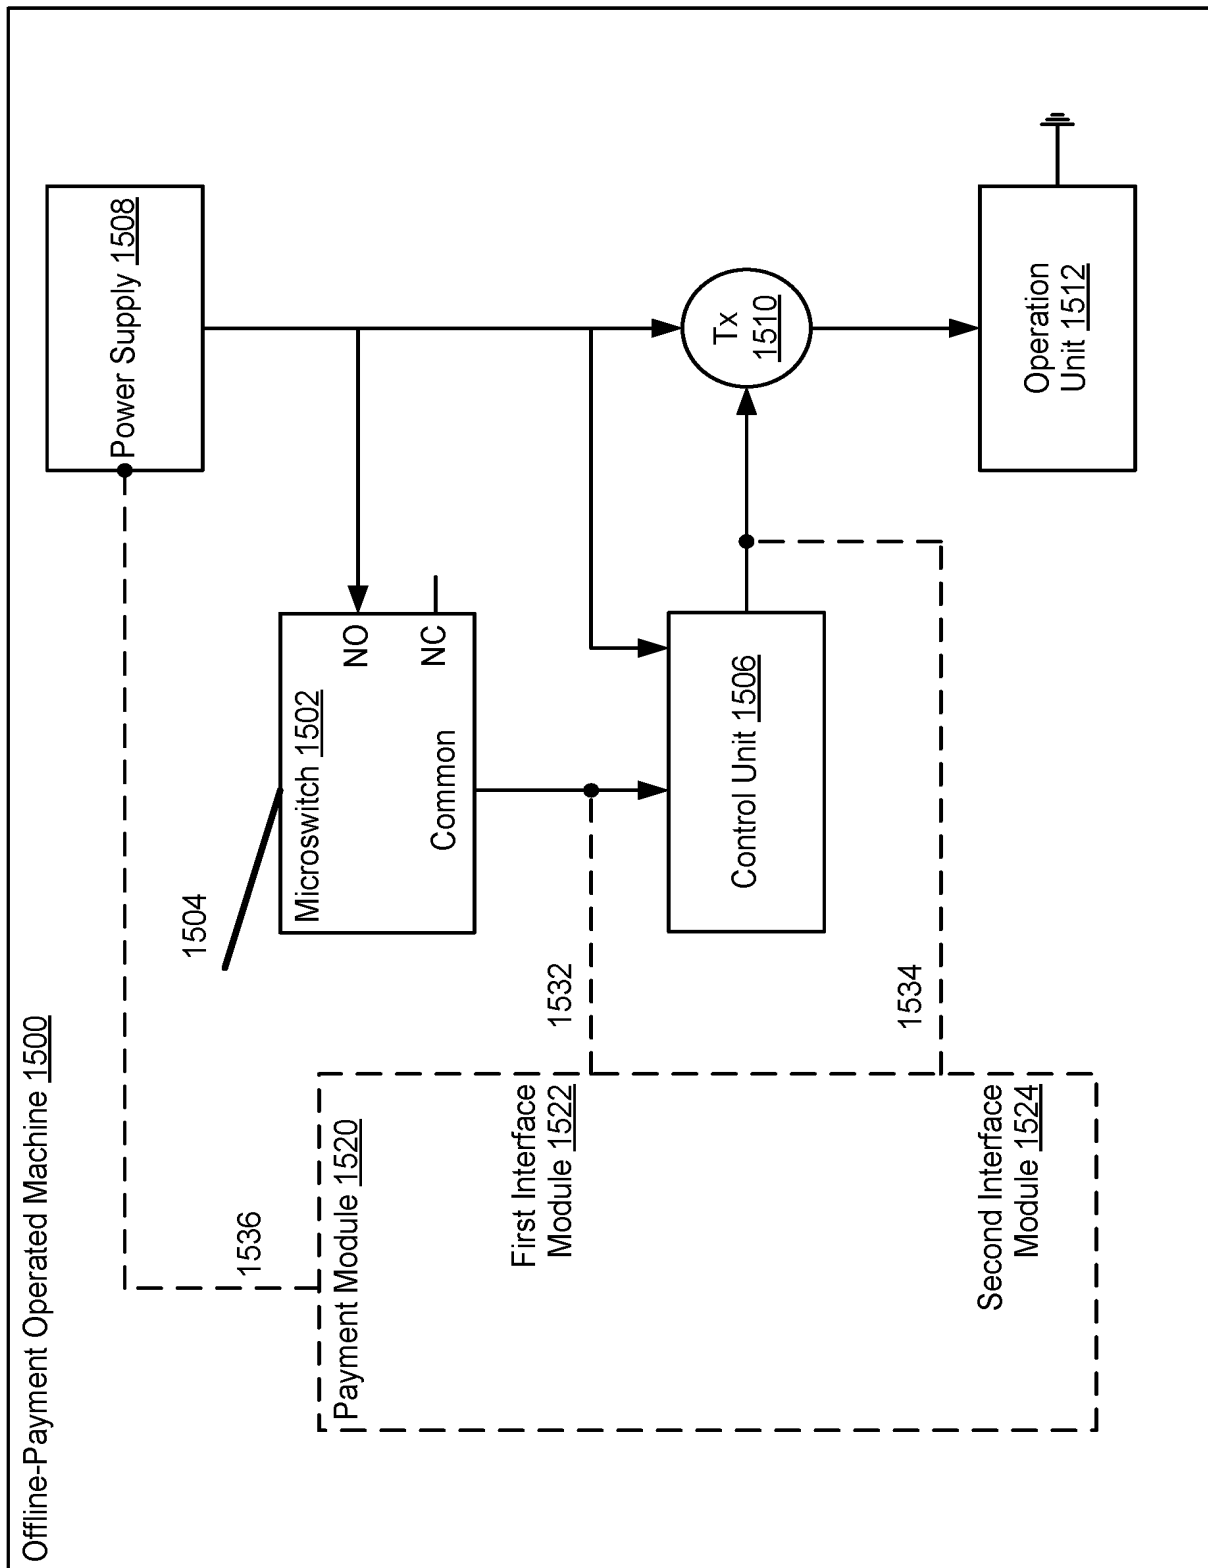 Offline-Payment Operated Machine 1500
1536
1504
Power Supply 1508
Payment Module 1520
Microswitch 1502
NO
NC
Common
First Interface
Module 1522
1532
Control Unit 1506
Tx
1510
1534
Second Interface
Module 1524
Operation
Unit 1512